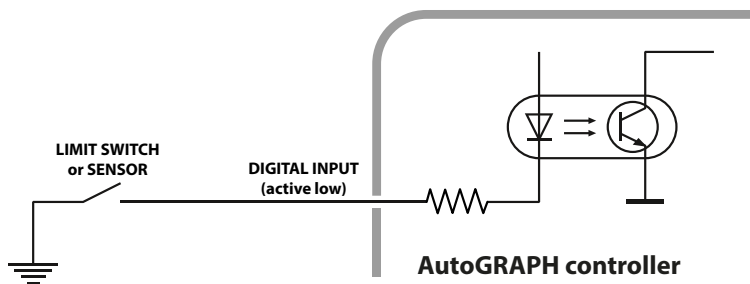 LIMIT SWITCH
or SENSOR
DIGITAL INPUT
(active low)
AutoGRAPH controller